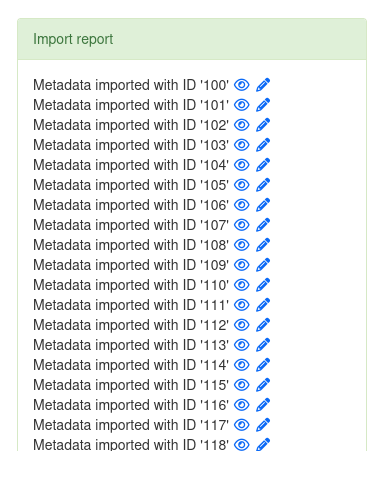 Import report
Metadata imported with ID '100'
Metadata imported with ID '101'
Metadata imported with ID '102'
Metadata imported with ID '103'
Metadata imported with ID '104'
Metadata imported with ID '105'
Metadata imported with ID '106'
Metadata imported with ID '107'
Metadata imported with ID '108'
Metadata imported with ID '109'
Metadata imported with ID '110'
Metadata imported with ID '111'
Metadata imported with ID '112'
Metadata imported with ID '113'
Metadata imported with ID '114'
Metadata imported with ID '115'
Metadata imported with ID '116'
Metadata imported with ID '117'
Metadata imported with ID '118'